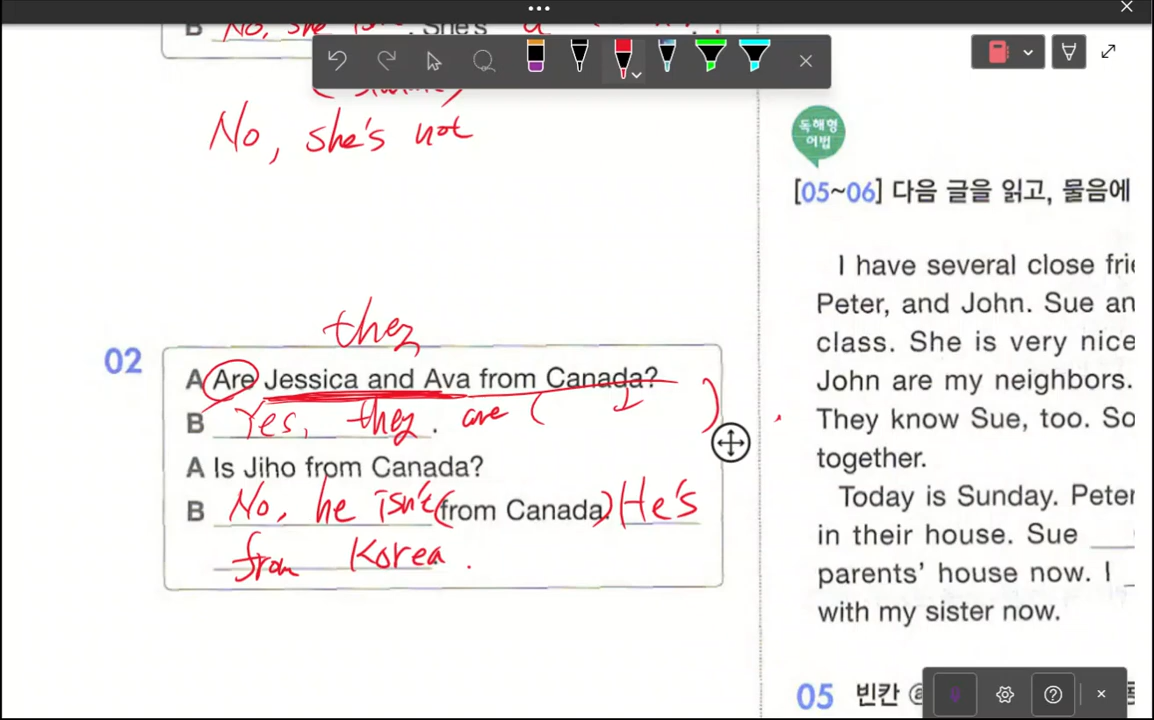 B No, she . She's a
No, she's not
독해형
어법
[05~06] 다음 글을 읽고, 물음에
I have several close frie
Peter, and John. Sue an
class. She is very nice
John are my neighbors.
They know Sue, too. So
together.
Today is Sunday. Peter
in their house. Sue
parents' house now. I
with my sister now.
05 빈칸 ⓐ
they
02
A Are Jessica and Ava from Canada?
B Yes, they . are ( )
A Is Jiho from Canada?
B No, he isn't (from Canada.) He's
from Korea.